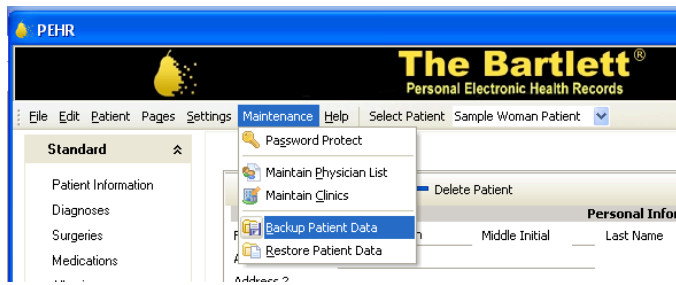 PEHR
The Bartlett®
Personal Electronic Health Records
File Edit Patient Pages Settings Maintenance Help Select Patient Sample Woman Patient
Standard
Password Protect
Maintain Physician List
Patient Information
Maintain Clinics
Delete Patient
Diagnoses
Personal Infor
Surgeries
Backup Patient Data
Middle Initial
Last Name
Medications
Restore Patient Data
Address 2